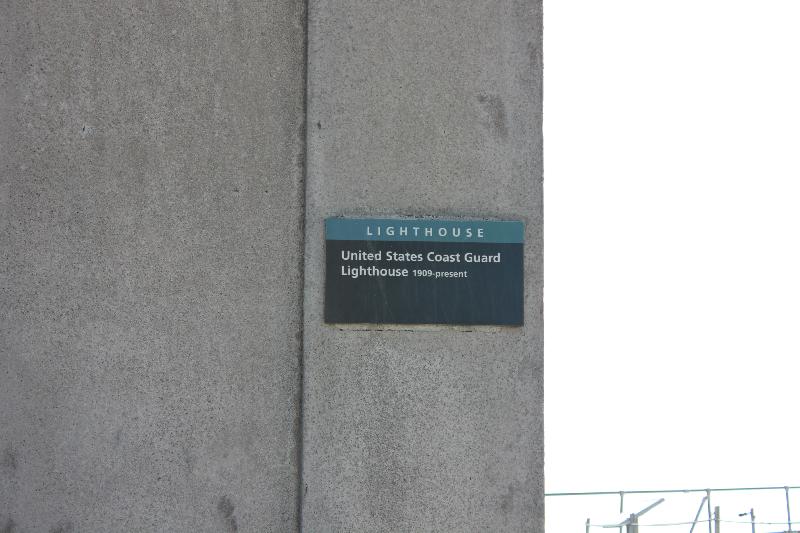 LIGHTHOUSE
United States Coast Guard
Lighthouse 1909-present